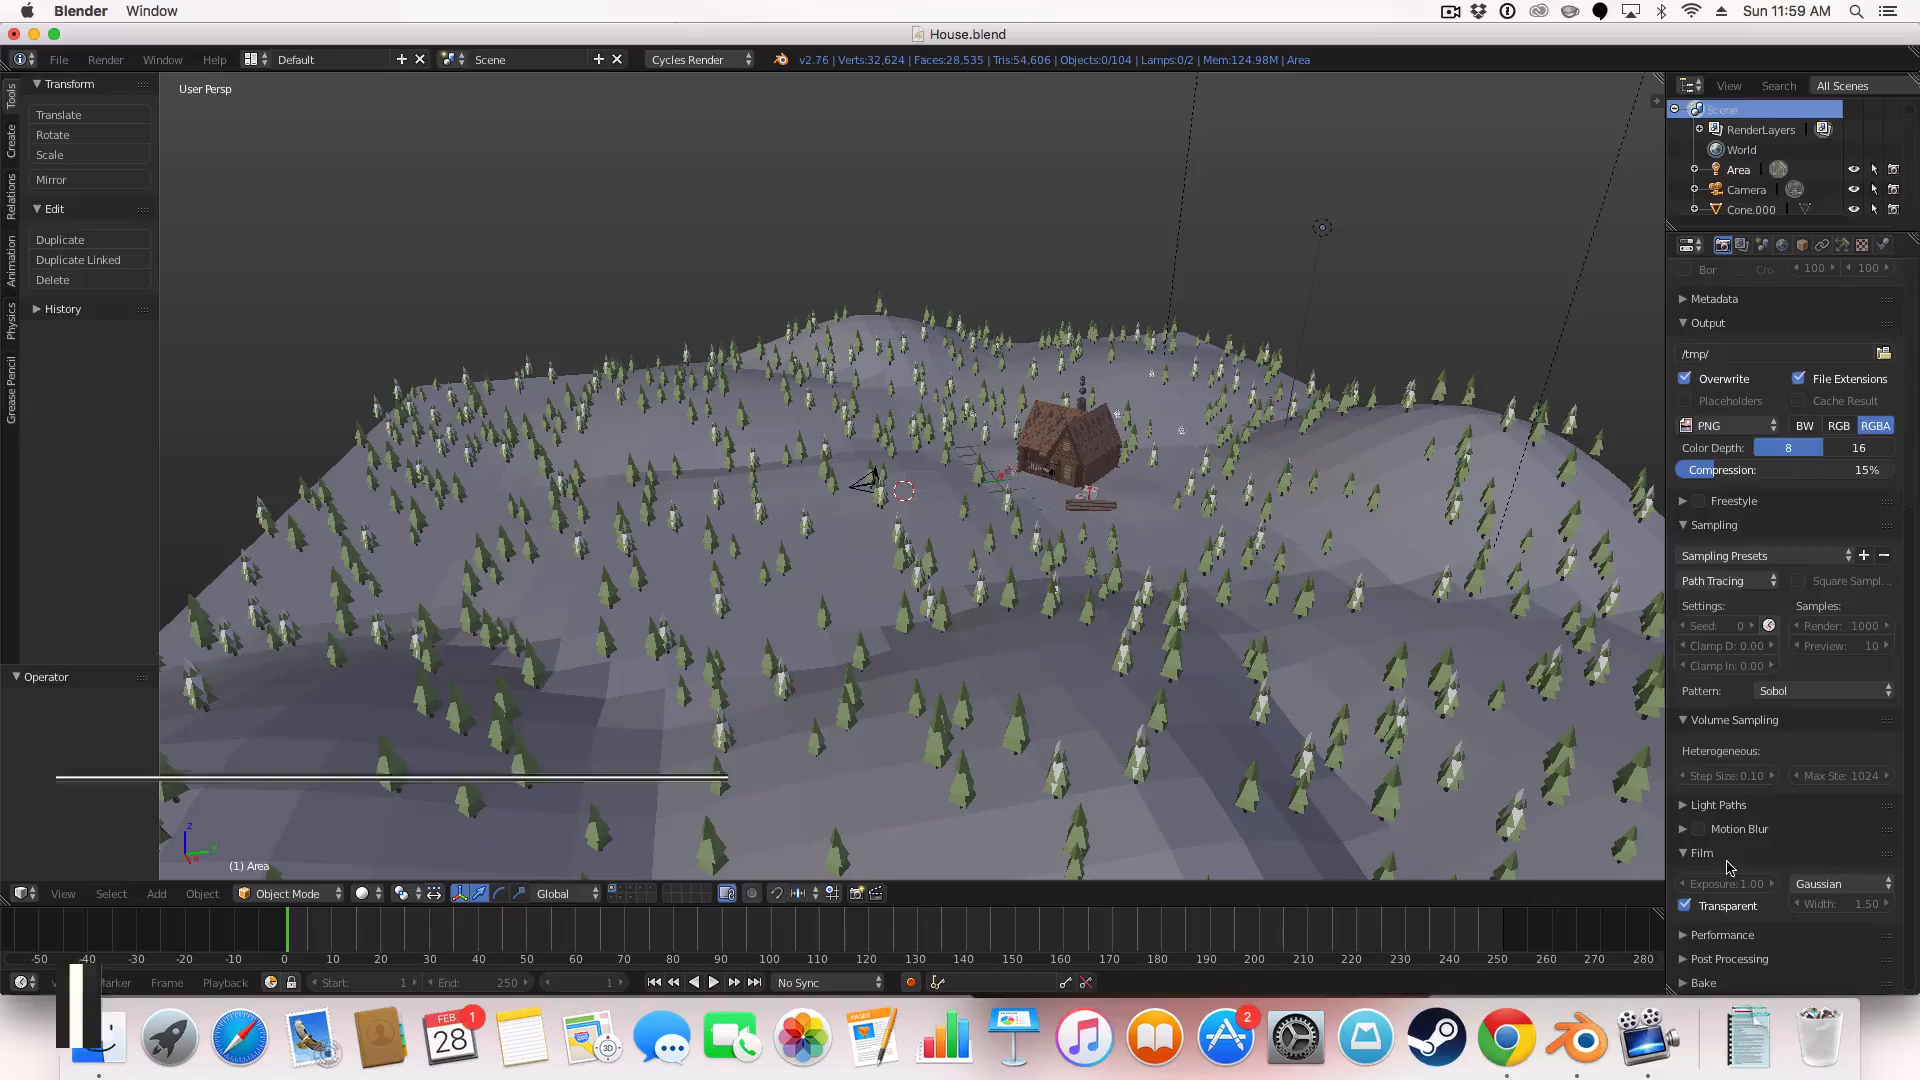 Blender Window Sun 11:59 AM
House.blend
File Render Window Help Default Scene Cycles Render v2.76 | Verts:32,624 | Faces:28,535 | Tris:54,606 | Objects:0/104 | Lamps:0/2 | Mem:124.98M | Area
Tools
Create
Relations
Animation
Physics
Grease Pencil
Transform
Translate
Rotate
Scale
Mirror
Edit
Duplicate
Duplicate Linked
Delete
History
Operator
User Persp
z
y
x
(1) Area
View Search All Scenes
Scene
RenderLayers
World
Area
Camera
Cone.000
Bor Cro 100 100
Metadata
Output
/tmp/
Overwrite File Extensions
Placeholders Cache Result
PNG BW RGB RGBA
Color Depth: 8 16
Compression: 15%
Freestyle
Sampling
Sampling Presets
Path Tracing Square Sampl...
Settings: Samples:
Seed: 0 Render: 1000
Clamp D: 0.00 Preview: 10
Clamp In: 0.00
Pattern: Sobol
Volume Sampling
Heterogeneous:
Step Size: 0.10 Max Ste: 1024
Light Paths
Motion Blur
Film
Exposure: 1.00 Gaussian
Transparent Width: 1.50
Performance
Post Processing
Bake
View Select Add Object Object Mode Global
-50 -40 -30 -20 -10 0 10 20 30 40 50 60 70 80 90 100 110 120 130 140 150 160 170 180 190 200 210 220 230 240 250 260 270 280
Marker Frame Playback Start: 1 End: 250 1 No Sync
FEB 1
28
3D
PAGES
2